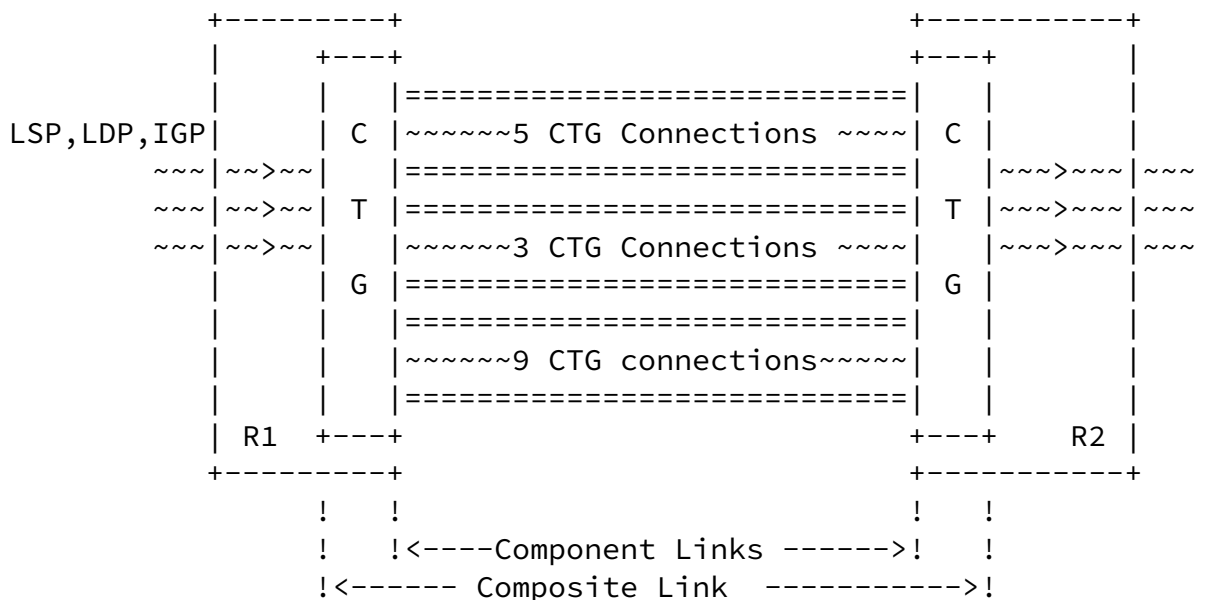 LSP,LDP,IGP C ~~~~~~5 CTG Connections ~~~~ C
~~~ ~~>~~ ~~~>~~~ ~~~
~~~ ~~>~~ T T ~~~>~~~ ~~~
~~~ ~~>~~ ~~~~~~3 CTG Connections ~~~~ ~~~>~~~ ~~~
G G
~~~~~~9 CTG connections~~~~~
R1 R2
!<----Component Links ------>!
!<------ Composite Link ----------->!